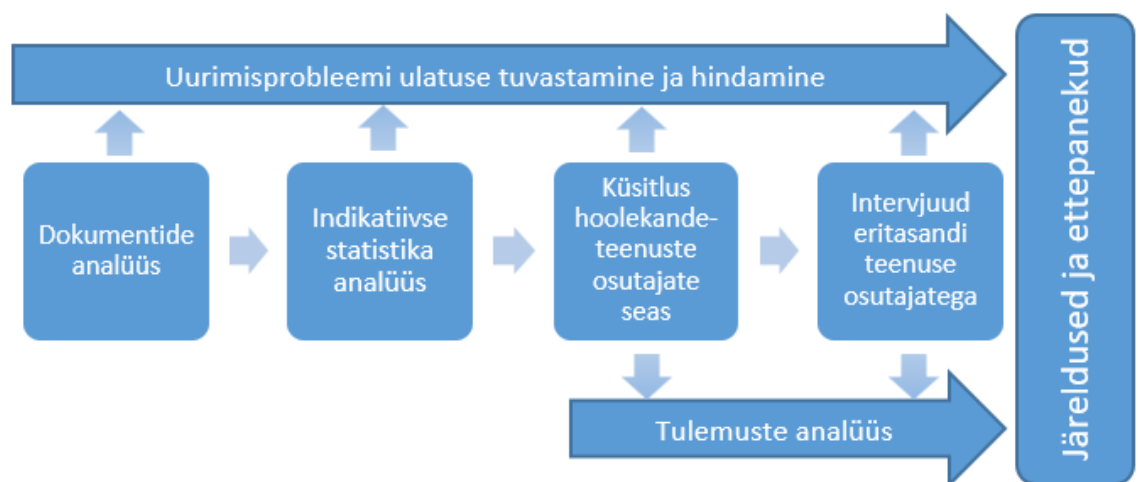 Uurimisprobleemi ulatuse tuvastamine ja hindamine
Dokumentide
analüüs
Indikatiivse
statistika
analüüs
Küsitlus
hoolekande-
teenuste
osutajate
seas
Intervjuud
eritasandi
teenuse
osutajatega
Tulemuste analüüs
Järeldused ja ettepanekud